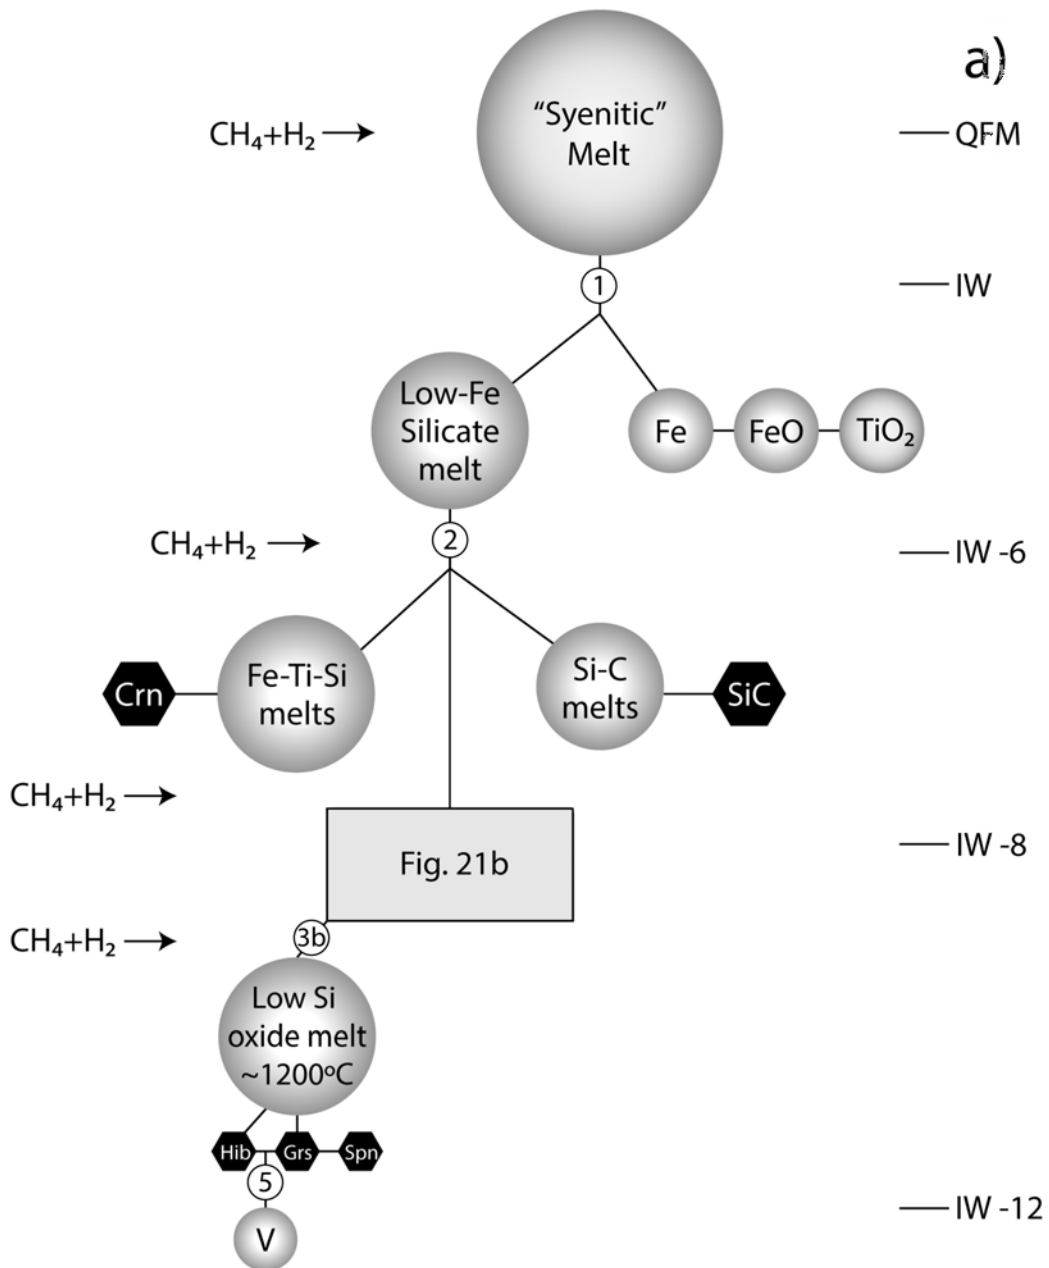 a)
“Syenitic”
Melt
CH₄+H₂
QFM
1
IW
Low-Fe
Silicate
melt
Fe
FeO
TiO₂
CH₄+H₂
2
IW -6
Crn
Fe-Ti-Si
melts
Si-C
melts
SiC
CH₄+H₂
Fig. 21b
IW -8
CH₄+H₂
3b
Low Si
oxide melt
~1200ºC
Hib
Grs
Spn
5
V
IW -12